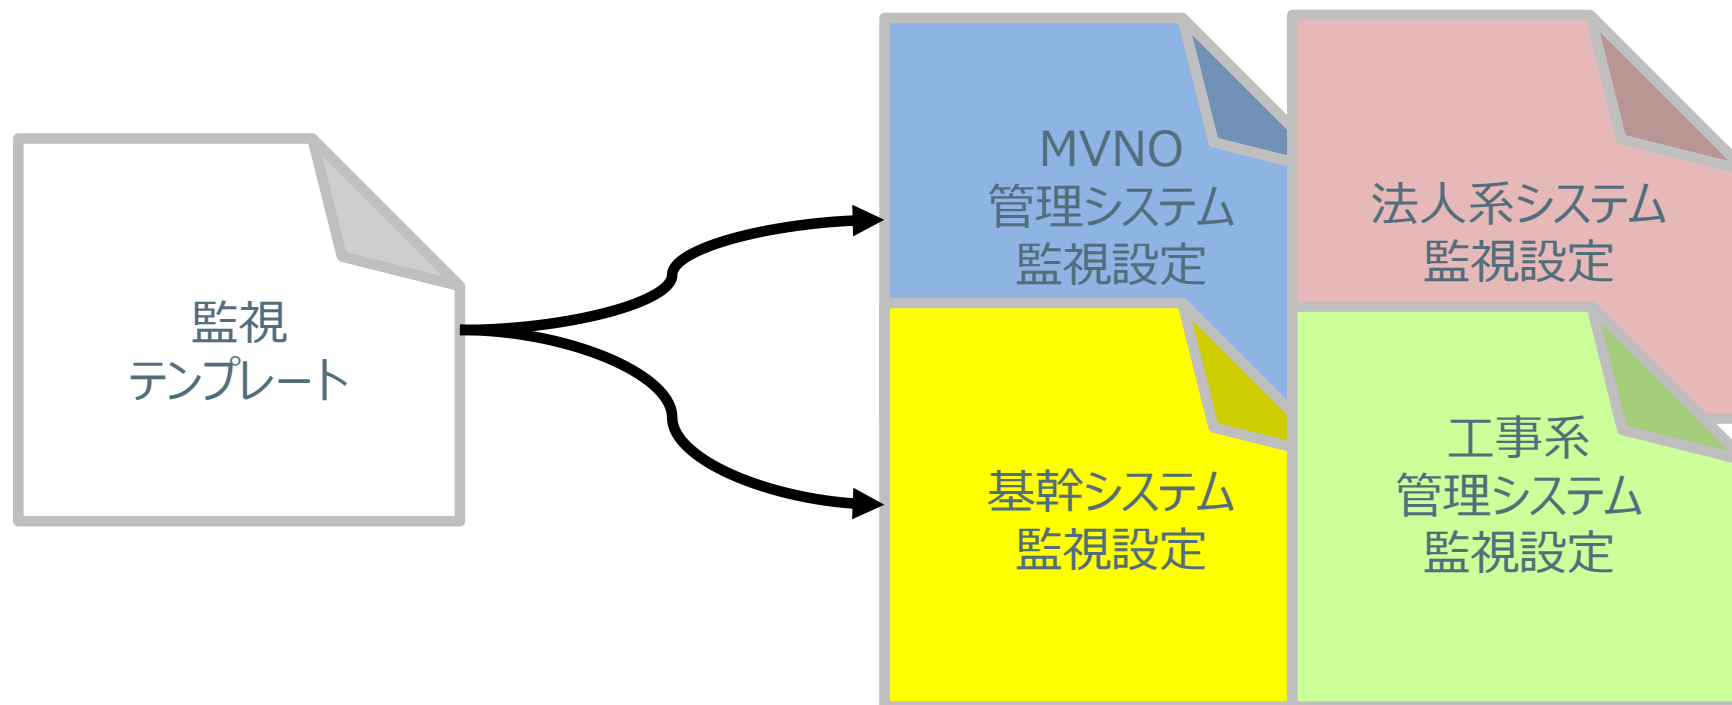 監視
テンプレート
MVNO
管理システム
監視設定
法人系システム
監視設定
基幹システム
監視設定
工事系
管理システム
監視設定